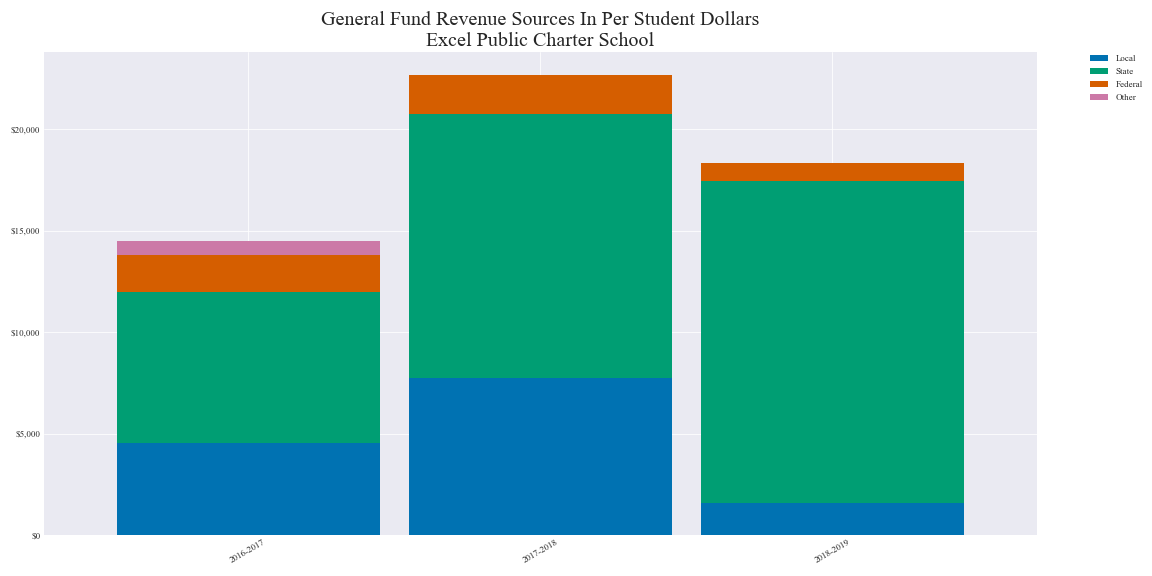 General Fund Revenue Sources In Per Student Dollars
Excel Public Charter School
Local
State
Federal
Other
$20,000
$15,000
$10,000
$5,000
$0
2016-2017
2017-2018
2018-2019